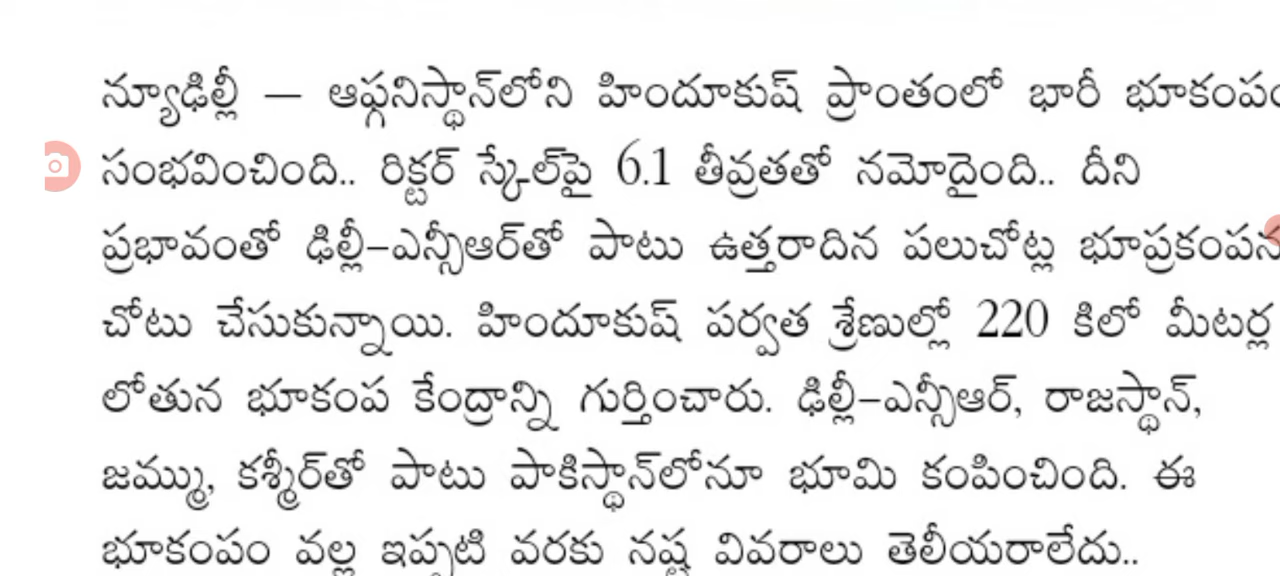 న్యూఢిల్లీ – ఆఫ్గనిస్థాన్‌లోని హిందూకుష్ ప్రాంతంలో భారీ భూకంపం
సంభవించింది.. రిక్టర్ స్కేల్‌పై 6.1 తీవ్రతతో నమోదైంది.. దీని
ప్రభావంతో ఢిల్లీ-ఎన్సీఆర్‌తో పాటు ఉత్తరాదిన పలుచోట్ల భూప్రకంపన
చోటు చేసుకున్నాయి. హిందూకుష్ పర్వత శ్రేణుల్లో 220 కిలో మీటర్ల
లోతున భూకంప కేంద్రాన్ని గుర్తించారు. ఢిల్లీ-ఎన్సీఆర్, రాజస్థాన్,
జమ్ము, కశ్మీర్‌తో పాటు పాకిస్థాన్‌లోనూ భూమి కంపించింది. ఈ
భూకంపం వల్ల ఇప్పటి వరకు నష్ట వివరాలు తెలీయరాలేదు..